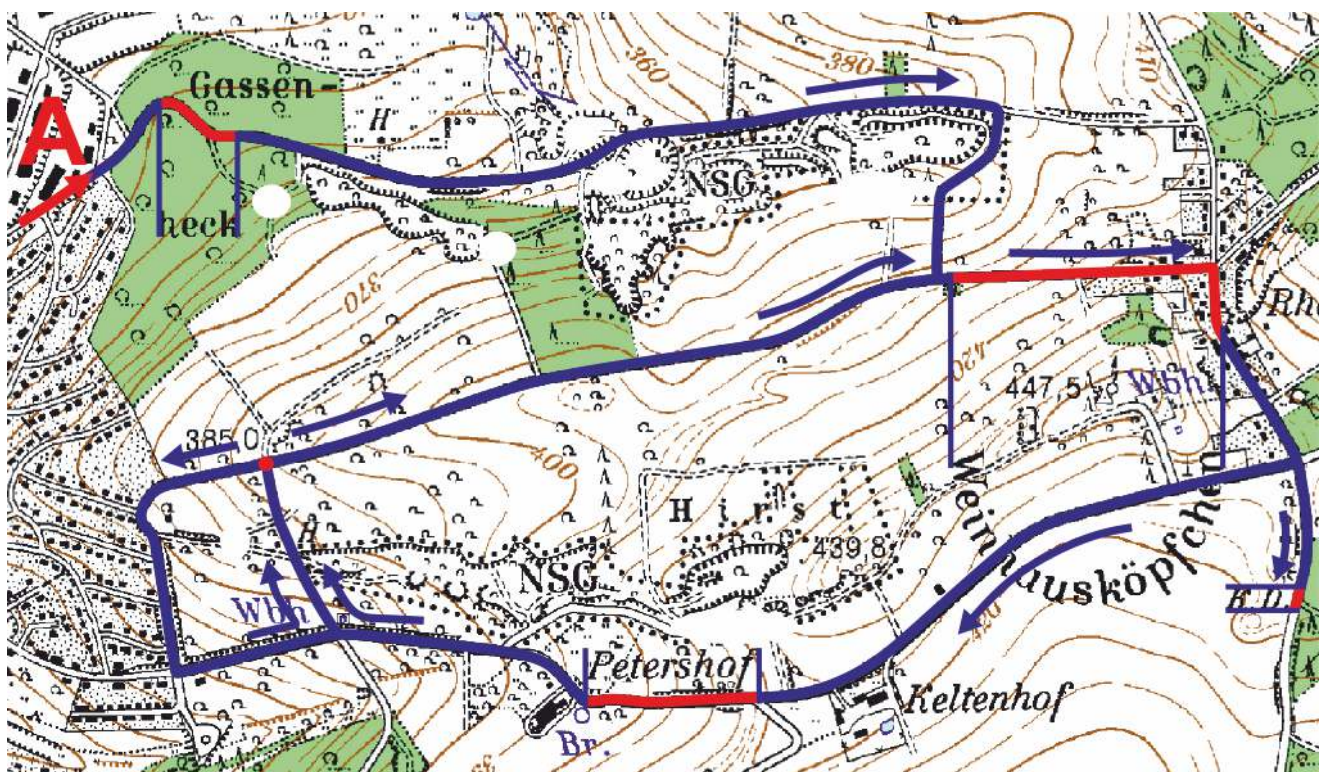 Gassen
360
380
410
A
H
NSG
heck
370
Rh
420
447,5
Wbh
385,0
400
Weinhausköpfchen
Hirst
439,8
H
NSG
Wbh
K.D.
Petershof
Keltenhof
Br.